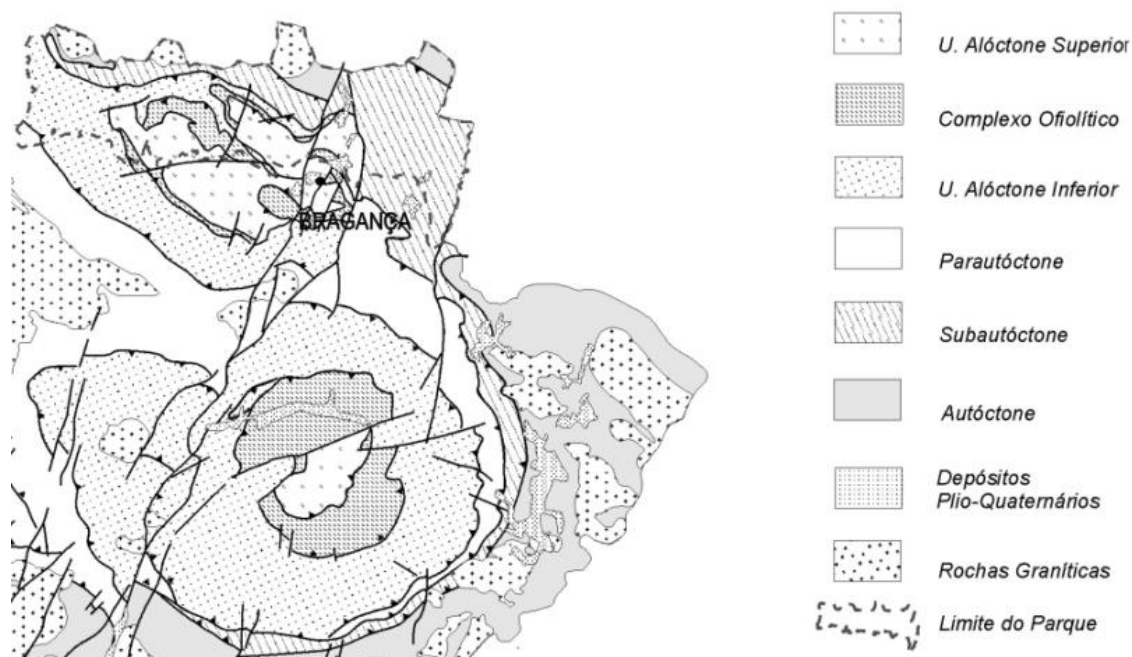 BRAGANÇA
U. Alóctone Superior
Complexo Ofiolítico
U. Alóctone Inferior
Parautóctone
Subautóctone
Autóctone
Depósitos
Plio-Quaternários
Rochas Graníticas
Limite do Parque